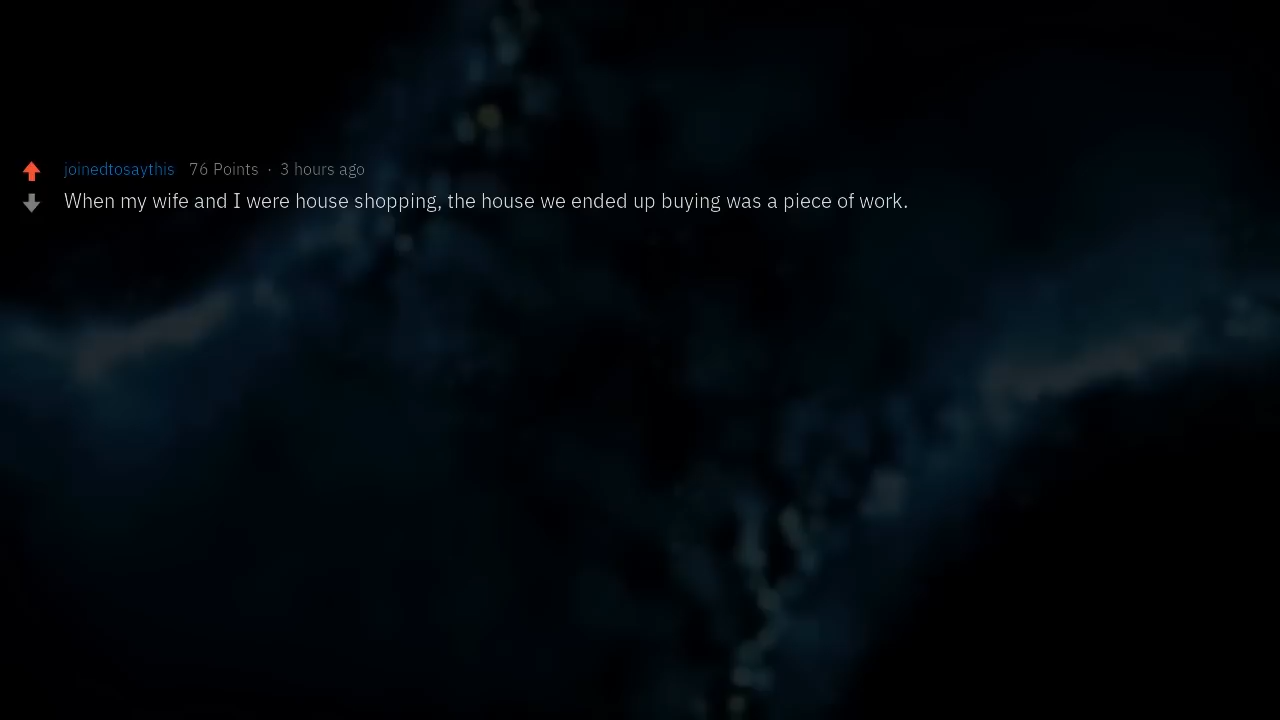 joinedtosaythis 76 Points · 3 hours ago
When my wife and I were house shopping, the house we ended up buying was a piece of work.